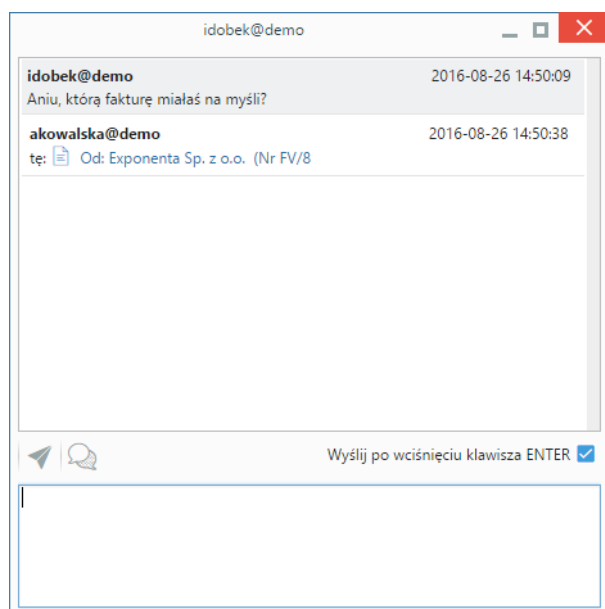 idobek@demo
idobek@demo 2016-08-26 14:50:09
Aniu, którą fakturę miałaś na myśli?
akowalska@demo 2016-08-26 14:50:38
tę: Od: Exponenta Sp. z o.o. (Nr FV/8
Wyślij po wciśnięciu klawisza ENTER